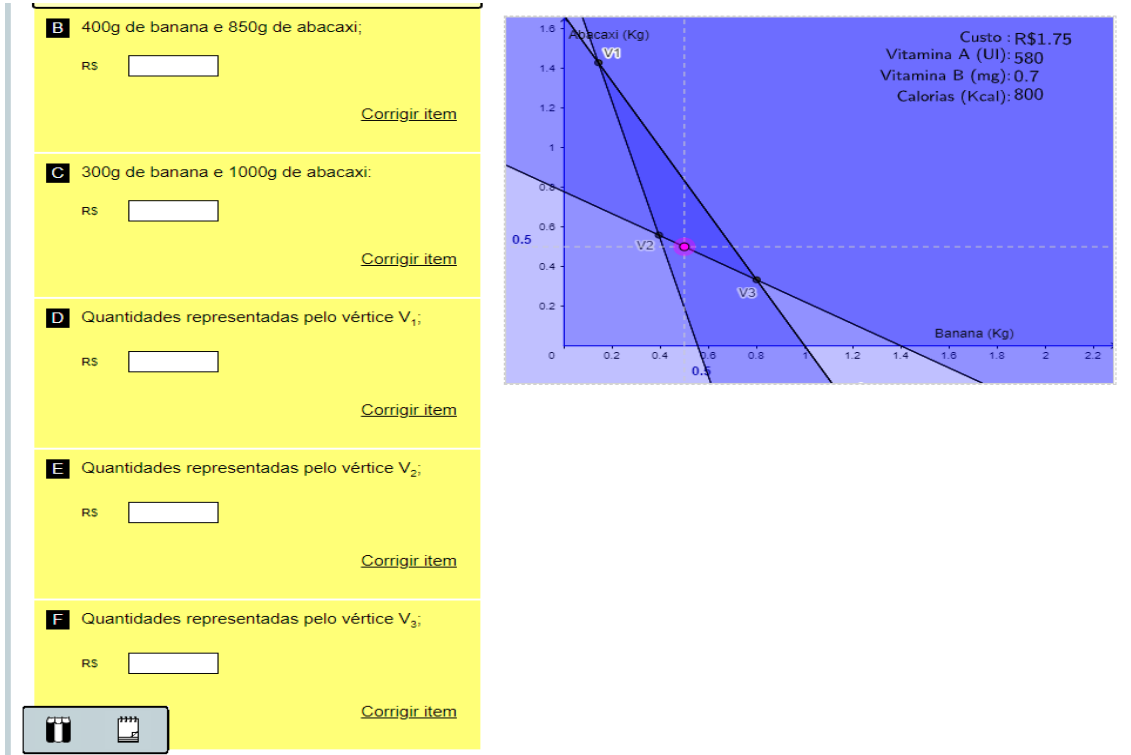 B 400g de banana e 850g de abacaxi;
R$
Corrigir item
C 300g de banana e 1000g de abacaxi:
R$
Corrigir item
D Quantidades representadas pelo vértice V1;
R$
Corrigir item
E Quantidades representadas pelo vértice V2;
R$
Corrigir item
F Quantidades representadas pelo vértice V3;
R$
Corrigir item
Abacaxi (Kg)
Custo : R$1.75
Vitamina A (UI): 580
Vitamina B (mg): 0.7
Calorias (Kcal): 800
1.6
V1
1.4
1.2
1
0.8
0.6
0.5
V2
0.4
V3
0.2
Banana (Kg)
0 0.2 0.4 0.6 0.8 1 1.2 1.4 1.6 1.8 2 2.2
0.5